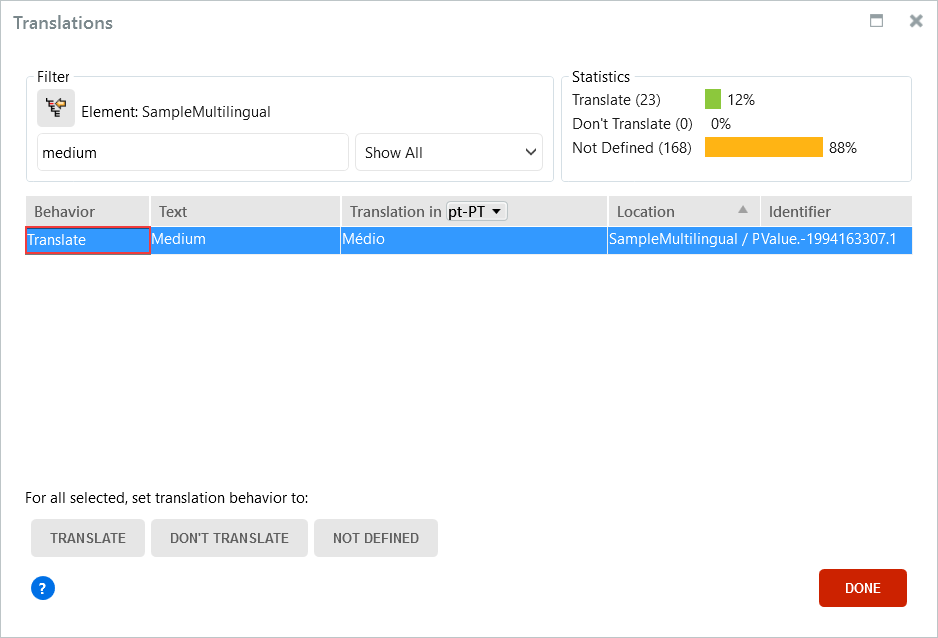 Translations
Filter
Element: SampleMultilingual
medium
Show All
Statistics
Translate (23) 12%
Don't Translate (0) 0%
Not Defined (168) 88%
Behavior Text Translation in pt-PT Location Identifier
Translate Medium Médio SampleMultilingual / P Value.-1994163307.1
For all selected, set translation behavior to:
TRANSLATE DON'T TRANSLATE NOT DEFINED
?
DONE